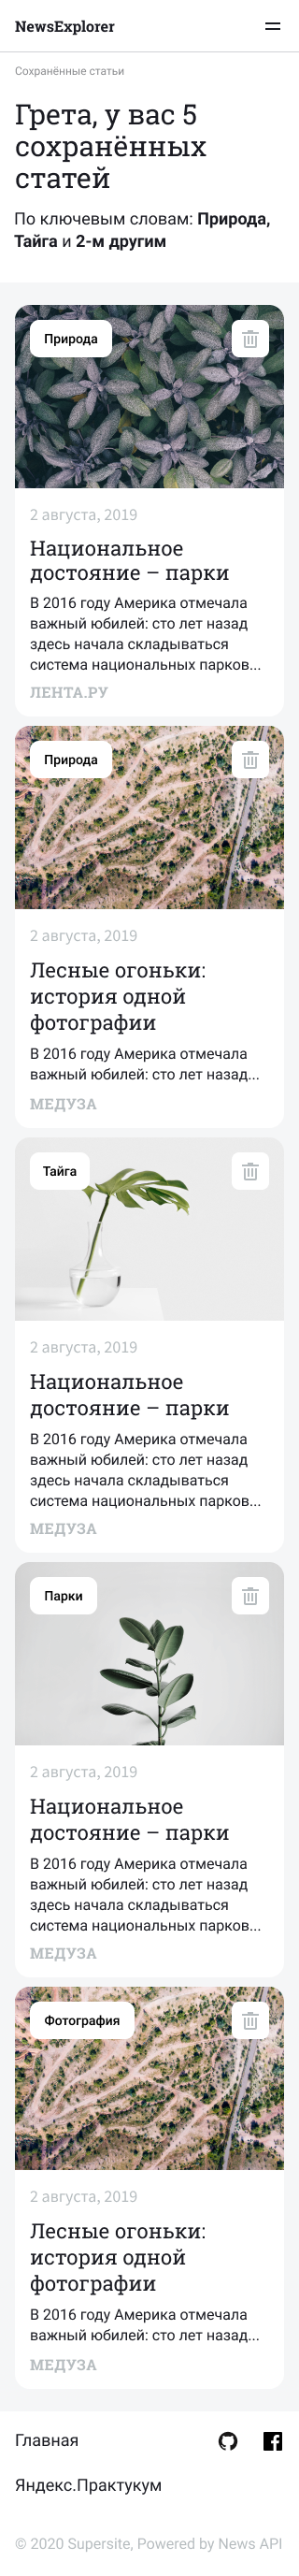 NewsExplorer
Сохранённые статьи
Грета, у вас 5
сохранённых
статей
По ключевым словам: Природа,
Тайга и 2-м другим
Природа
2 августа, 2019
Национальное
достояние – парки
В 2016 году Америка отмечала
важный юбилей: сто лет назад
здесь начала складываться
система национальных парков...
ЛЕНТА.РУ
Природа
2 августа, 2019
Лесные огоньки:
история одной
фотографии
В 2016 году Америка отмечала
важный юбилей: сто лет назад...
МЕДУЗА
Тайга
2 августа, 2019
Национальное
достояние – парки
В 2016 году Америка отмечала
важный юбилей: сто лет назад
здесь начала складываться
система национальных парков...
МЕДУЗА
Парки
2 августа, 2019
Национальное
достояние – парки
В 2016 году Америка отмечала
важный юбилей: сто лет назад
здесь начала складываться
система национальных парков...
МЕДУЗА
Фотография
2 августа, 2019
Лесные огоньки:
история одной
фотографии
В 2016 году Америка отмечала
важный юбилей: сто лет назад...
МЕДУЗА
Главная
Яндекс.Практукум
© 2020 Supersite, Powered by News API